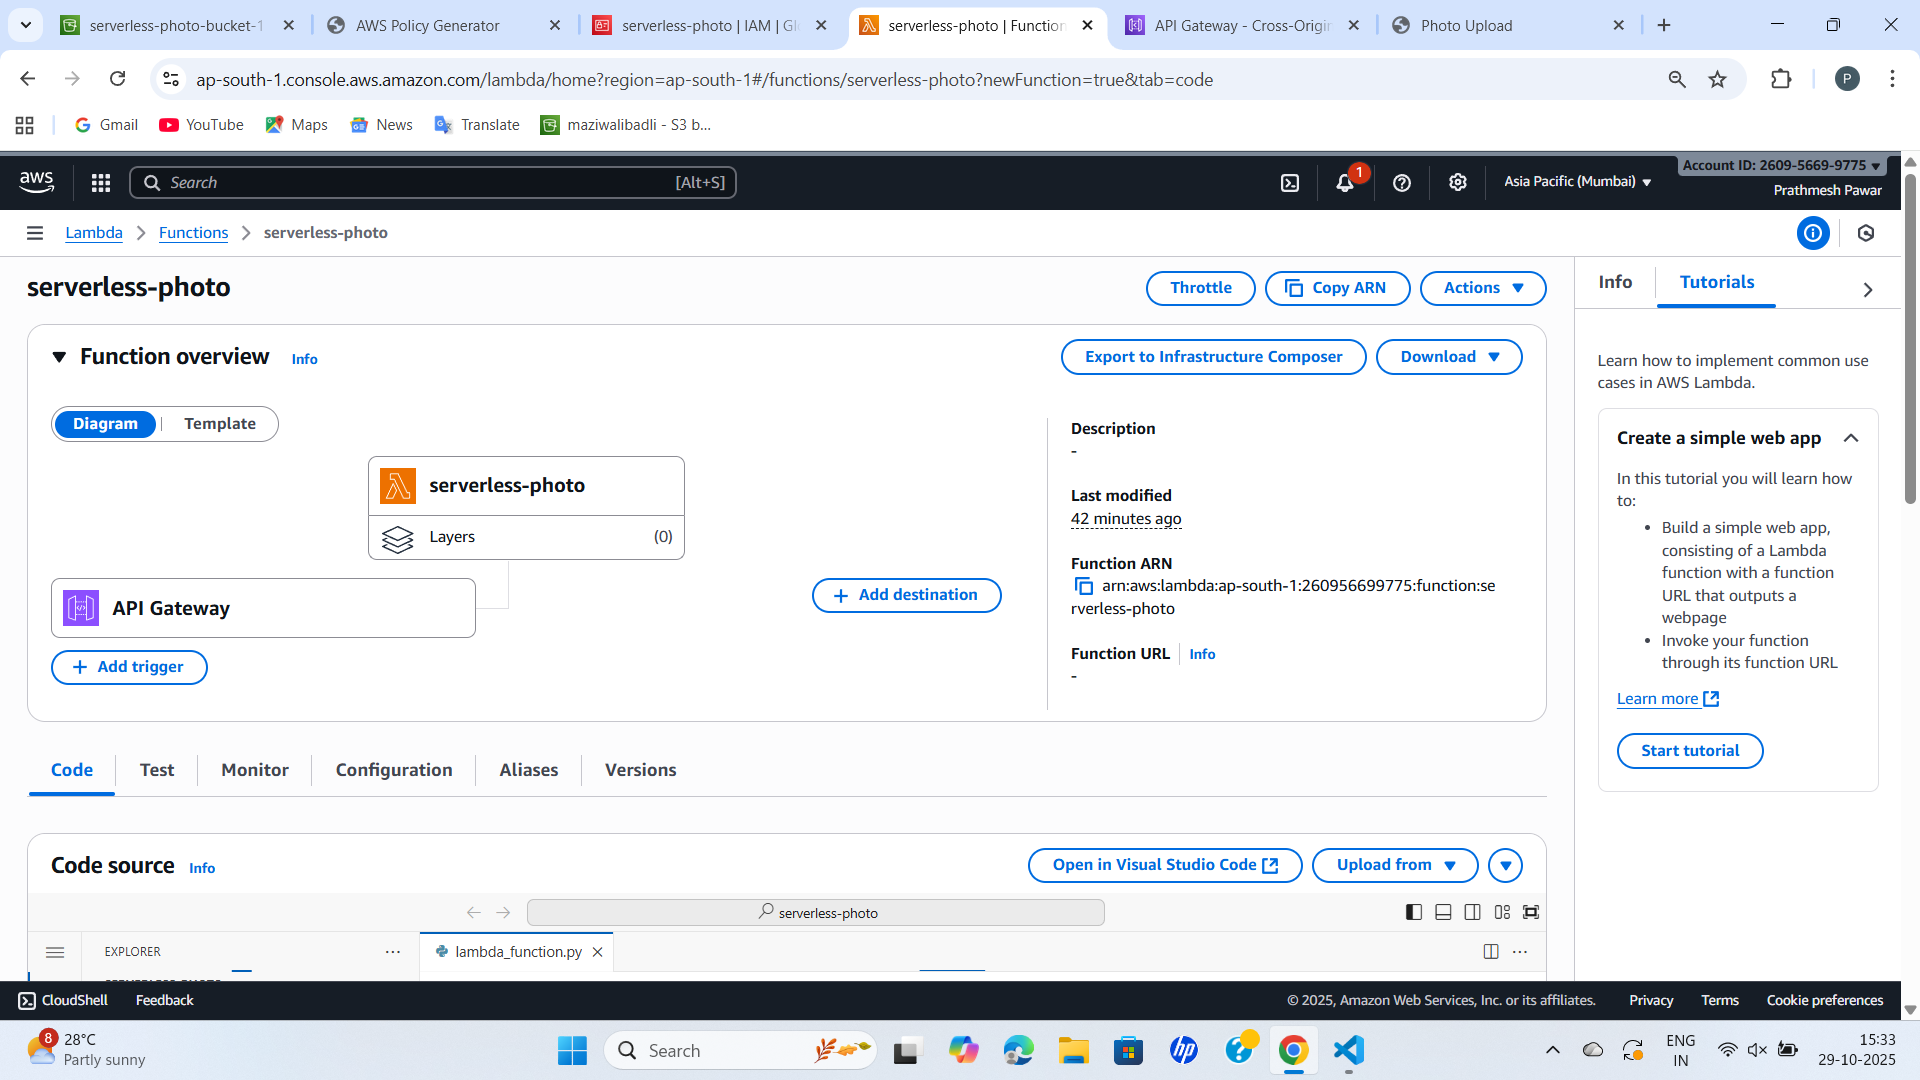 serverless-photo-bucket-1
AWS Policy Generator
serverless-photo | IAM | Gl
serverless-photo | Function
API Gateway - Cross-Origin
Photo Upload
ap-south-1.console.aws.amazon.com/lambda/home?region=ap-south-1#/functions/serverless-photo?newFunction=true&tab=code
P
Gmail
YouTube
Maps
News
Translate
maziwalibadli - S3 b...
aws
Search
[Alt+S]
1
Asia Pacific (Mumbai)
Account ID: 2609-5669-9775
Prathmesh Pawar
Lambda
Functions
serverless-photo
serverless-photo
Throttle
Copy ARN
Actions
Function overview
Info
Export to Infrastructure Composer
Download
Diagram
Template
serverless-photo
Layers
(0)
API Gateway
Add trigger
Add destination
Description
-
Last modified
42 minutes ago
Function ARN
arn:aws:lambda:ap-south-1:260956699775:function:se
rverless-photo
Function URL
Info
-
Code
Test
Monitor
Configuration
Aliases
Versions
Code source
Info
Open in Visual Studio Code
Upload from
serverless-photo
EXPLORER
lambda_function.py
Info
Tutorials
Learn how to implement common use
cases in AWS Lambda.
Create a simple web app
In this tutorial you will learn how
to:
• Build a simple web app,
consisting of a Lambda
function with a function
URL that outputs a
webpage
• Invoke your function
through its function URL
Learn more
Start tutorial
CloudShell
Feedback
© 2025, Amazon Web Services, Inc. or its affiliates.
Privacy
Terms
Cookie preferences
8
28°C
Partly sunny
Search
hp
ENG
IN
15:33
29-10-2025